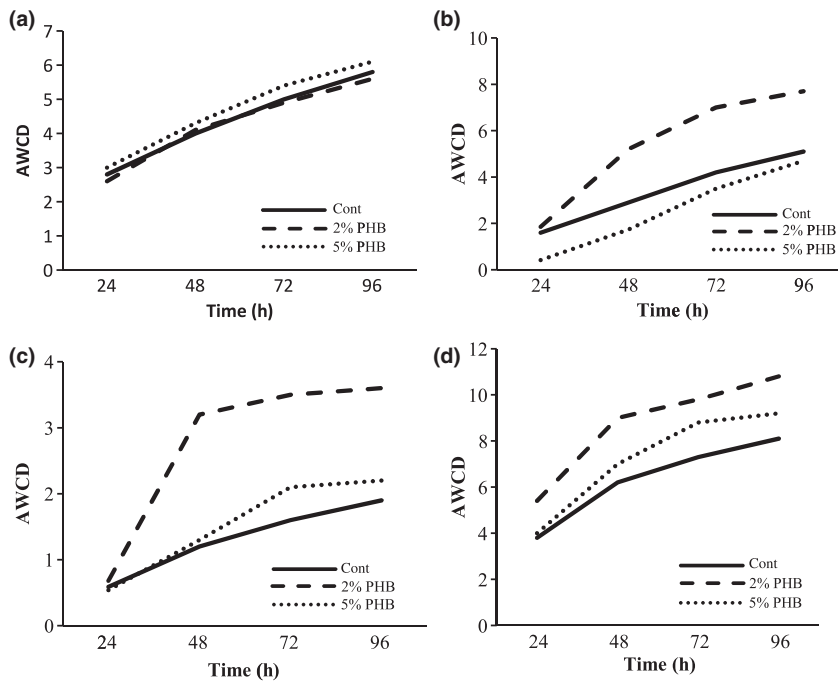 (a)
7
6
5
4
3
2
1
0
AWCD
Cont
2% PHB
5% PHB
24 48 72 96
Time (h)
(b)
10
8
6
4
2
0
AWCD
Cont
2% PHB
5% PHB
24 48 72 96
Time (h)
(c)
4
3
2
1
0
AWCD
Cont
2% PHB
5% PHB
24 48 72 96
Time (h)
(d)
12
10
8
6
4
2
0
AWCD
Cont
2% PHB
5% PHB
24 48 72 96
Time (h)